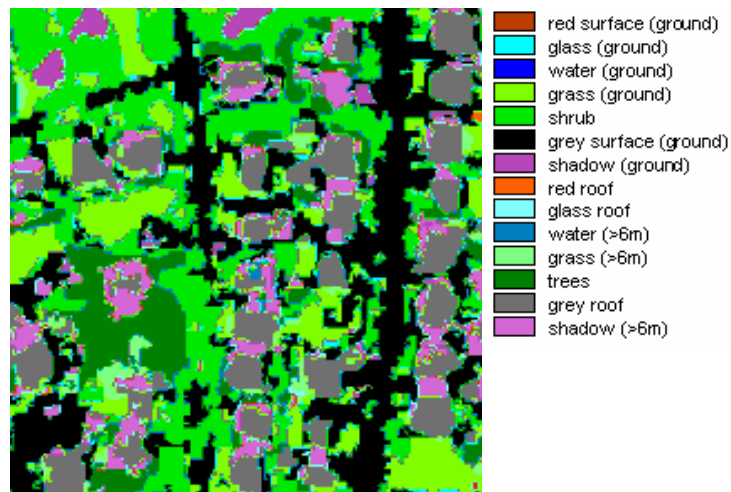 red surface (ground)
glass (ground)
water (ground)
grass (ground)
shrub
grey surface (ground)
shadow (ground)
red roof
glass roof
water (>6m)
grass (>6m)
trees
grey roof
shadow (>6m)